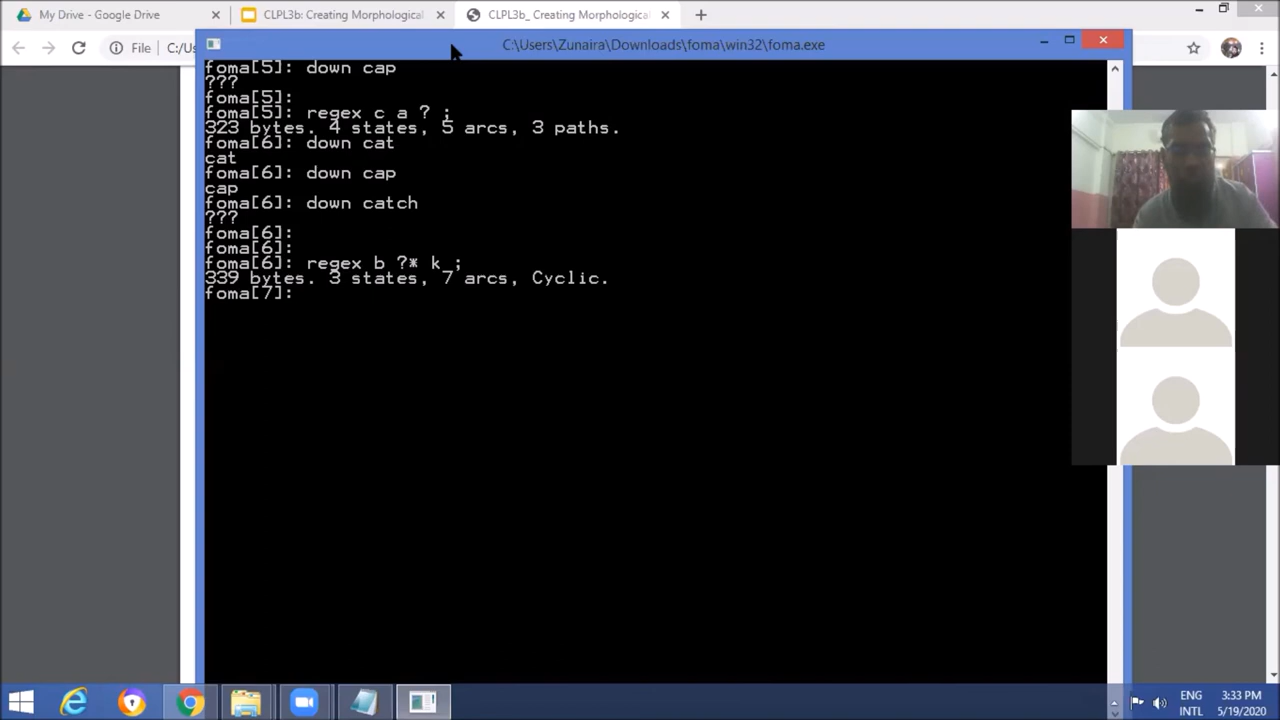 My Drive - Google Drive
CLPL3b: Creating Morphological
CLPL3b_ Creating Morphological
File
C:/Us
C:\Users\Zunaira\Downloads\foma\win32\foma.exe
foma[5]: down cap
???
foma[5]:
foma[5]: regex c a ? ;
323 bytes. 4 states, 5 arcs, 3 paths.
foma[6]: down cat
cat
foma[6]: down cap
cap
foma[6]: down catch
???
foma[6]:
foma[6]:
foma[6]: regex b ?* k ;
339 bytes. 3 states, 7 arcs, Cyclic.
foma[7]:
ENG
INTL
3:33 PM
5/19/2020